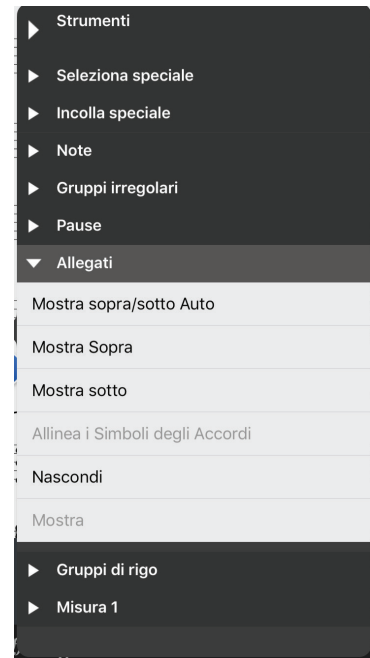 Strumenti
Seleziona speciale
Incolla speciale
Note
Gruppi irregolari
Pause
Allegati
Mostra sopra/sotto Auto
Mostra Sopra
Mostra sotto
Allinea i Simboli degli Accordi
Nascondi
Mostra
Gruppi di rigo
Misura 1